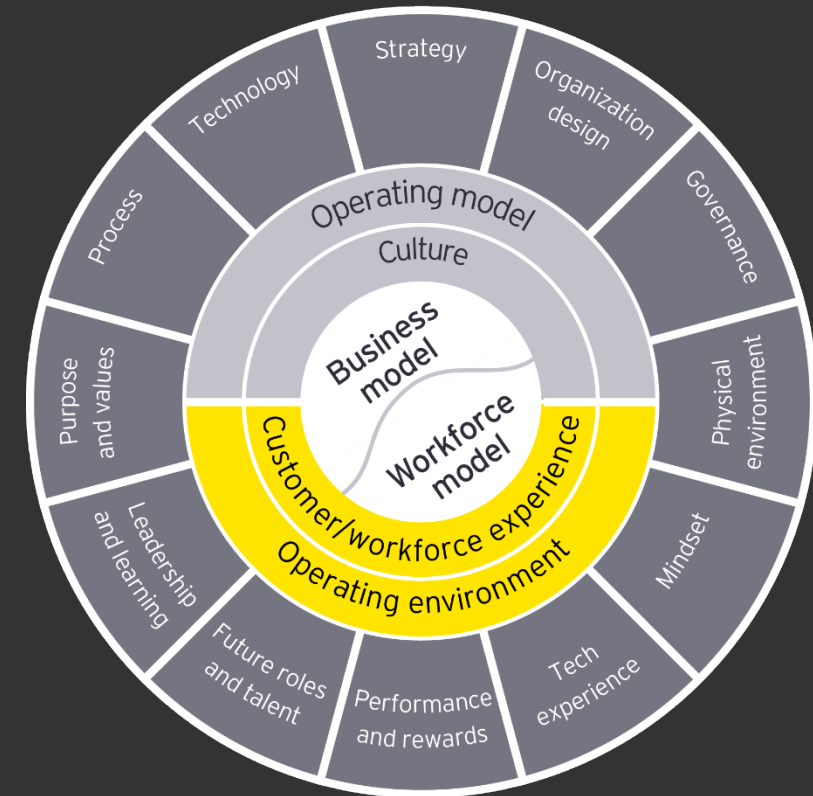 Strategy
Organization
design
Governance
Physical
environment
Mindset
Tech
experience
Performance
and rewards
Future roles
and talent
Leadership
and learning
Purpose
and values
Process
Technology
Operating model
Culture
Business
model
Workforce
model
Customer/workforce experience
Operating environment